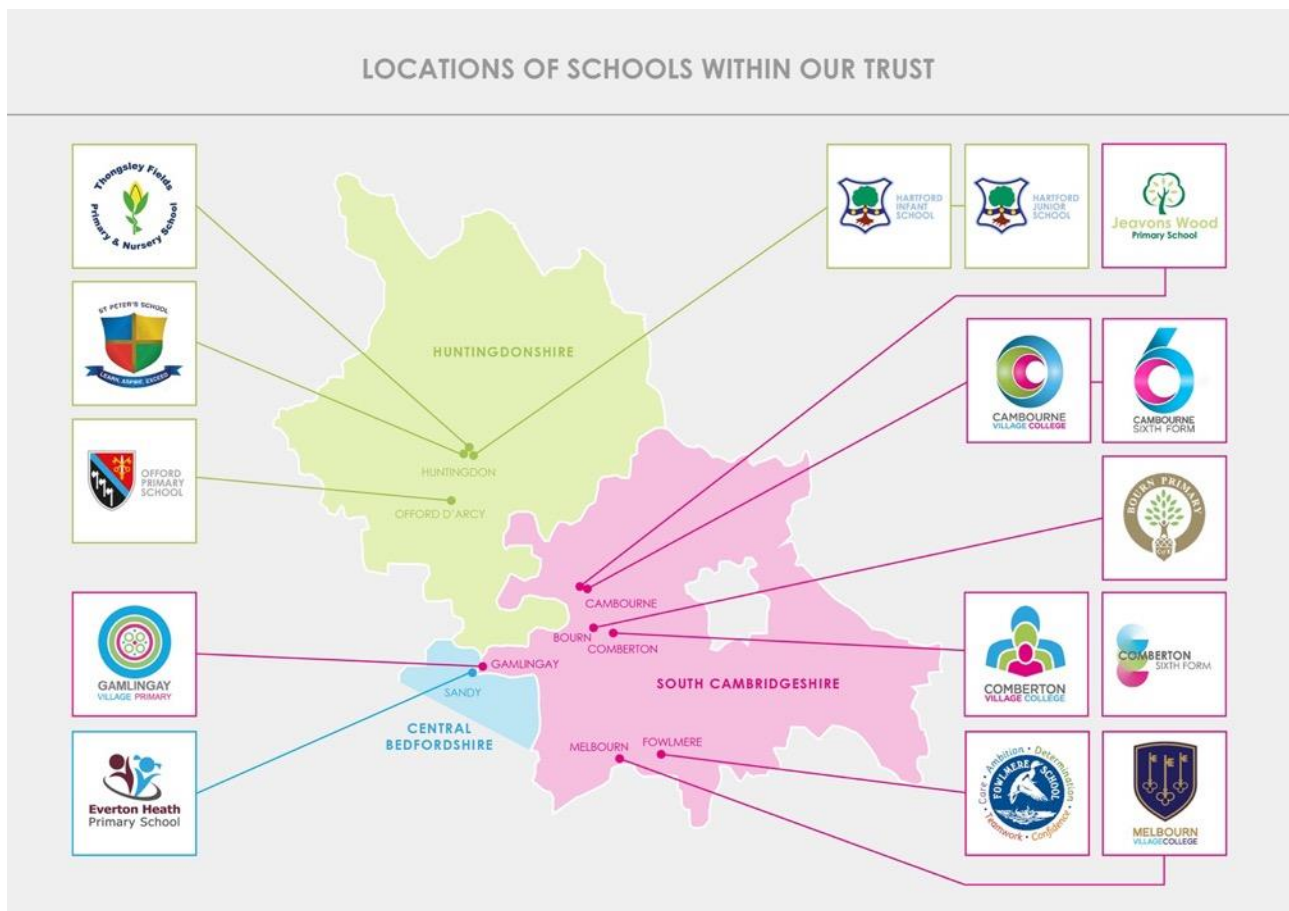 LOCATIONS OF SCHOOLS WITHIN OUR TRUST
Thongsley Fields
Primary & Nursery School
HARTFORD
INFANT
SCHOOL
HARTFORD
JUNIOR
SCHOOL
Jeavons Wood
Primary School
ST PETER'S SCHOOL
LEARN, ASPIRE, EXCEED
HUNTINGDONSHIRE
CAMBOURNE
VILLAGE COLLEGE
CAMBOURNE
SIXTH FORM
OFFORD
PRIMARY
SCHOOL
HUNTINGDON
OFFORD D'ARCY
BOURN PRIMARY
CAMBOURNE
BOURN
COMBERTON
GAMLINGAY
VILLAGE PRIMARY
GAMLINGAY
SANDY
SOUTH CAMBRIDGESHIRE
COMBERTON
VILLAGE COLLEGE
COMBERTON
SIXTH FORM
CENTRAL
BEDFORDSHIRE
MELBOURN
FOWLMERE
Everton Heath
Primary School
Care • Ambition • Determination
FOWLMERE SCHOOL
Teamwork • Confidence
MELBOURN
VILLAGECOLLEGE